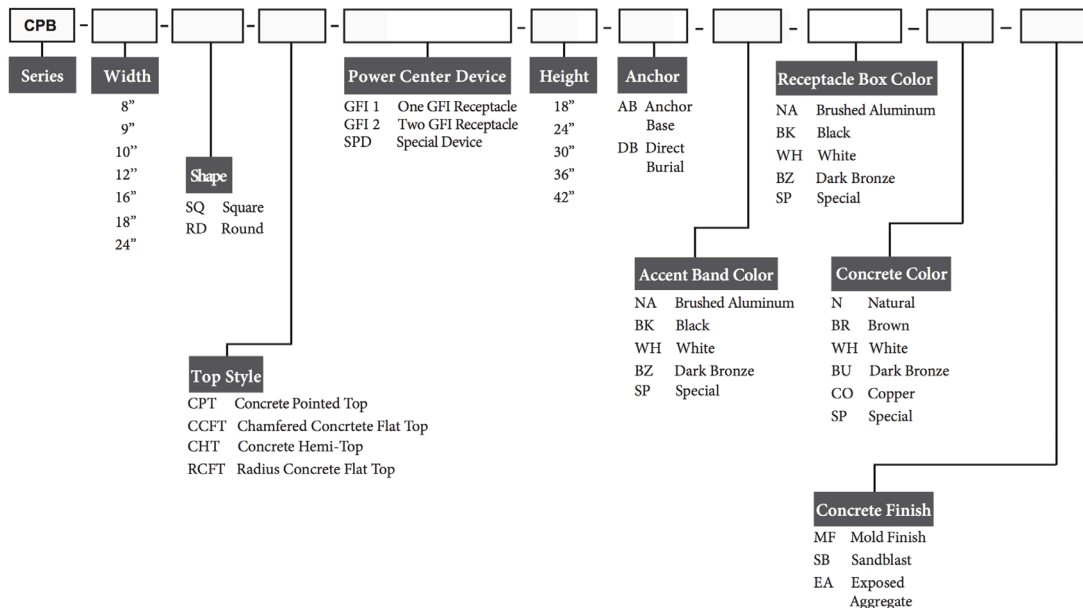 CPB - - - - - - - - - -
Series
Width
8”
9”
10’’
12’’
16”
18”
24”
Shape
SQ Square
RD Round
Top Style
CPT Concrete Pointed Top
CCFT Chamfered Concrtete Flat Top
CHT Concrete Hemi-Top
RCFT Radius Concrete Flat Top
Power Center Device
GFI 1 One GFI Receptacle
GFI 2 Two GFI Receptacle
SPD Special Device
Height
18”
24”
30”
36”
42”
Anchor
AB Anchor
Base
DB Direct
Burial
Accent Band Color
NA Brushed Aluminum
BK Black
WH White
BZ Dark Bronze
SP Special
Receptacle Box Color
NA Brushed Aluminum
BK Black
WH White
BZ Dark Bronze
SP Special
Concrete Color
N Natural
BR Brown
WH White
BU Dark Bronze
CO Copper
SP Special
Concrete Finish
MF Mold Finish
SB Sandblast
EA Exposed
Aggregate